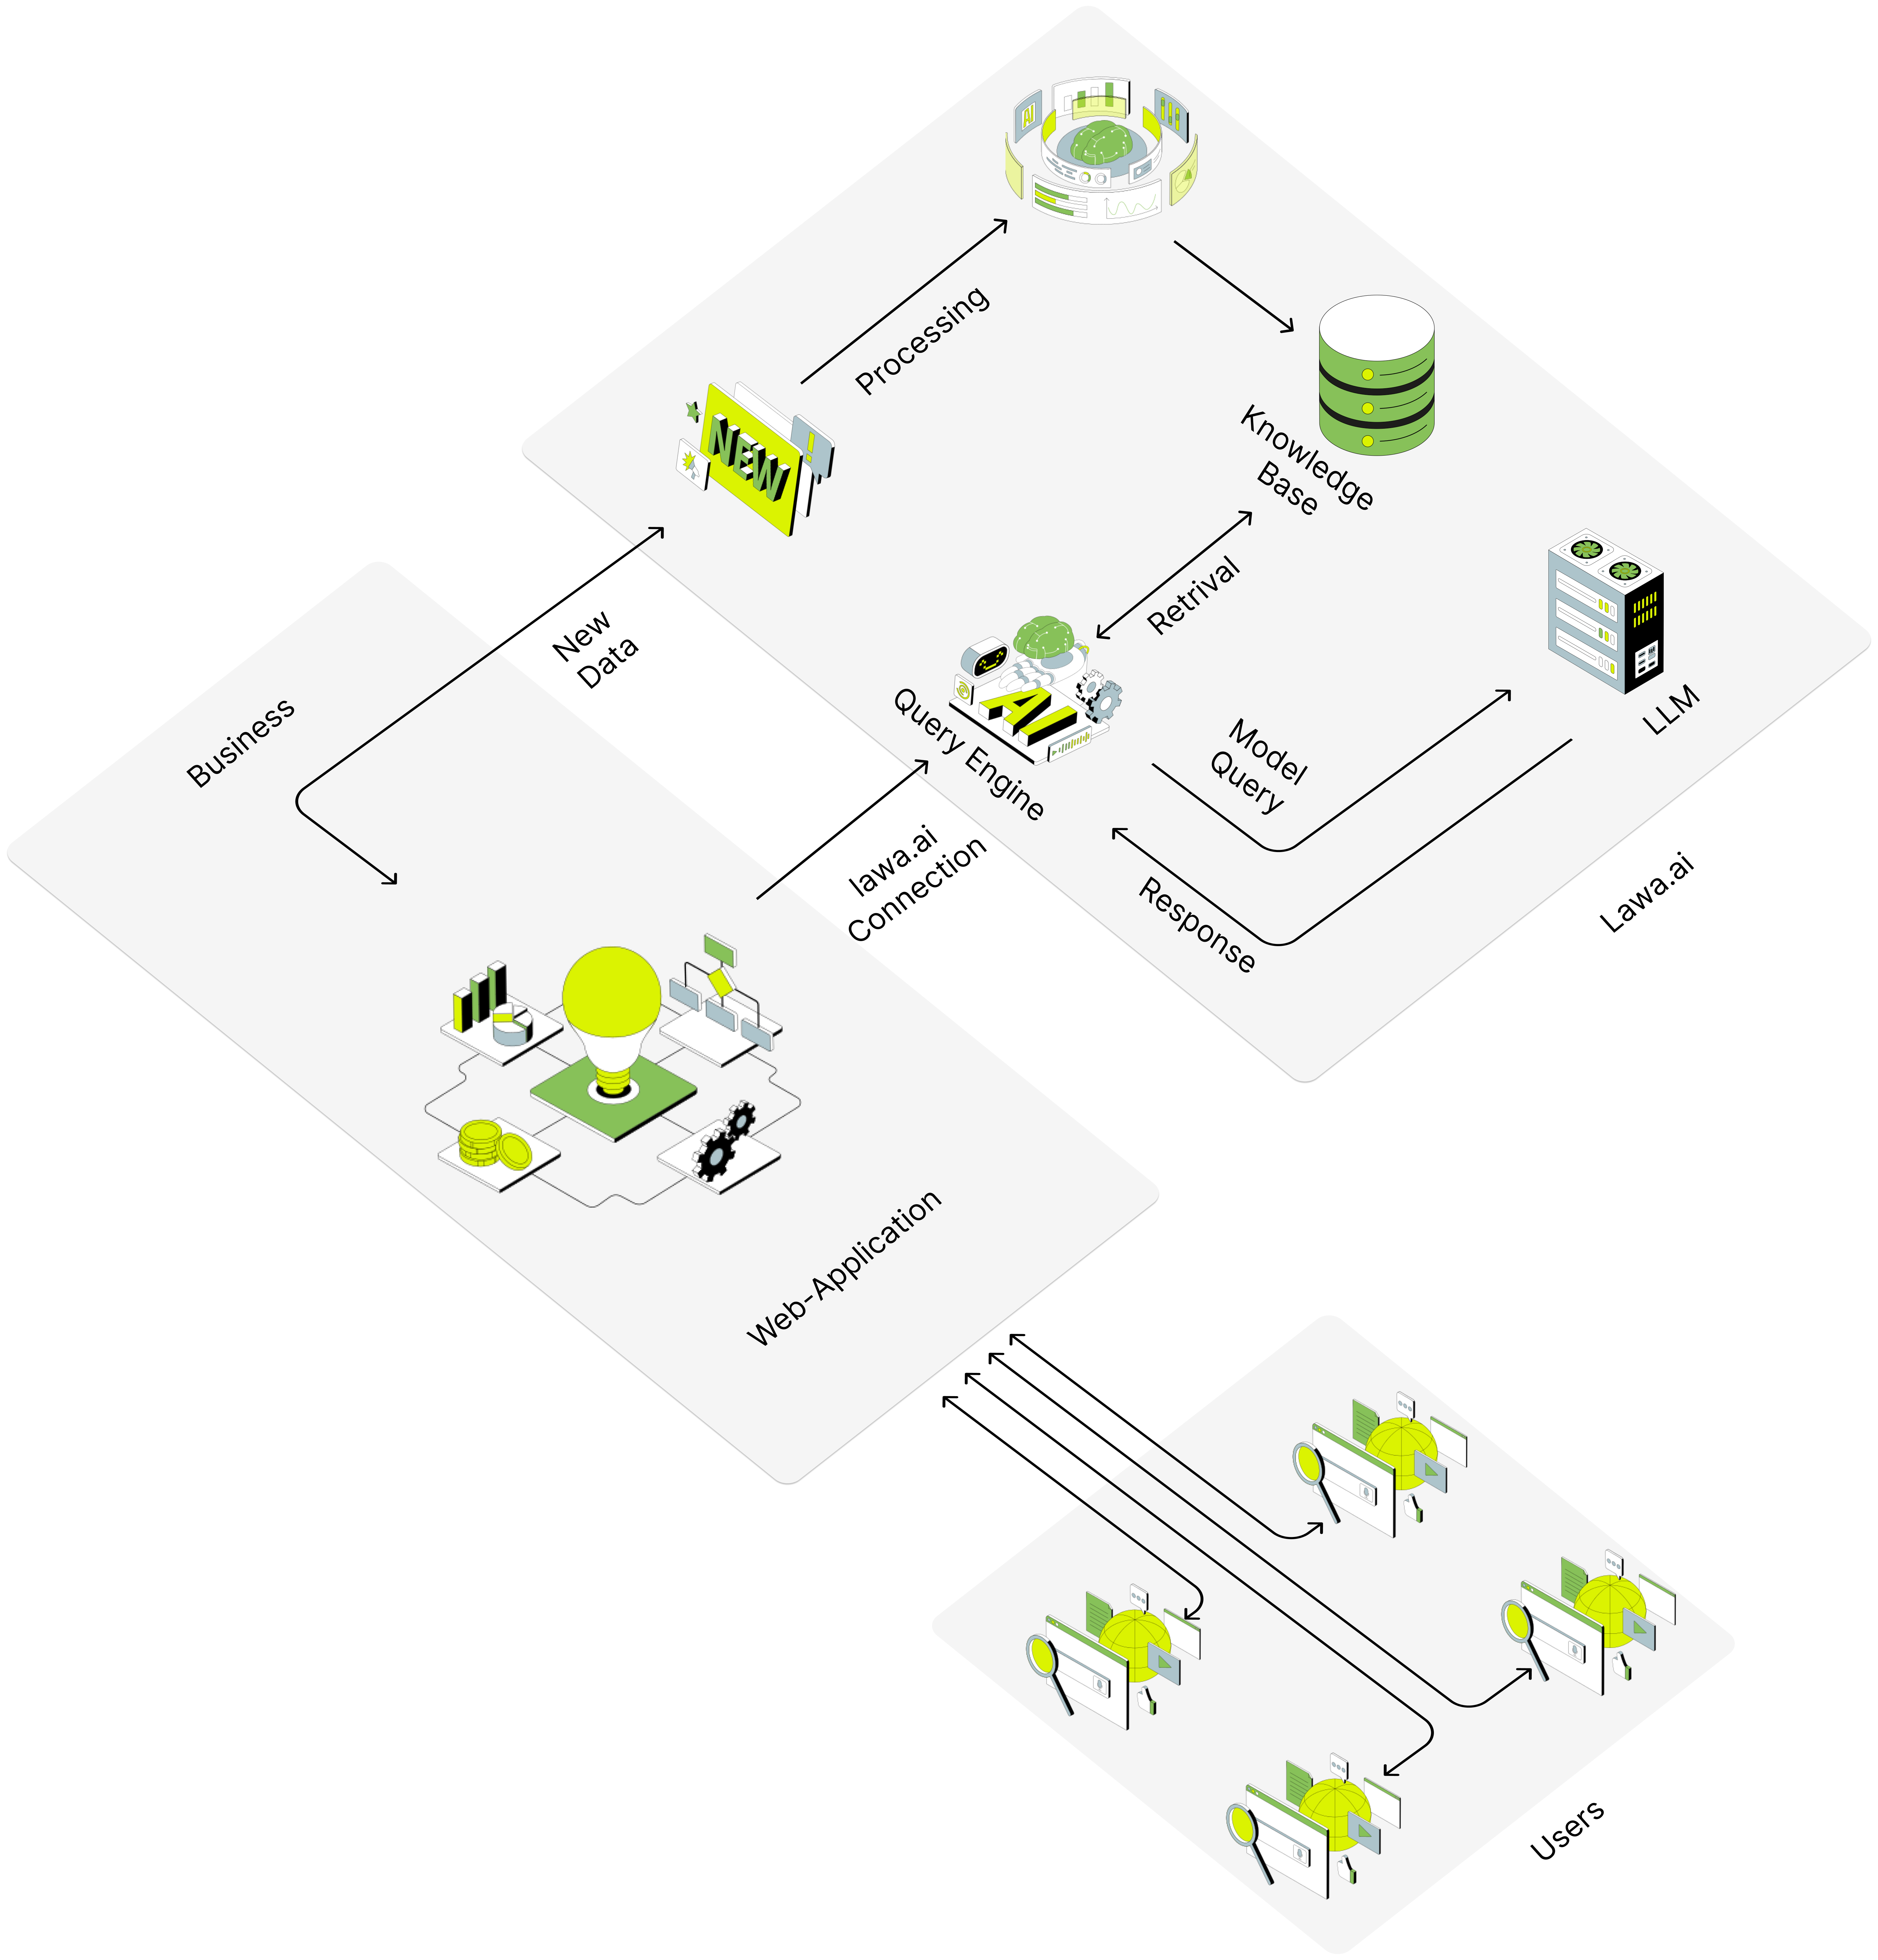 AI
Processing
NEW
Knowledge
Base
New
Data
Retrival
Business
AI
Query Engine
Model
Query
LLM
lawa.ai
Connection
Response
Lawa.ai
Web-Application
Users